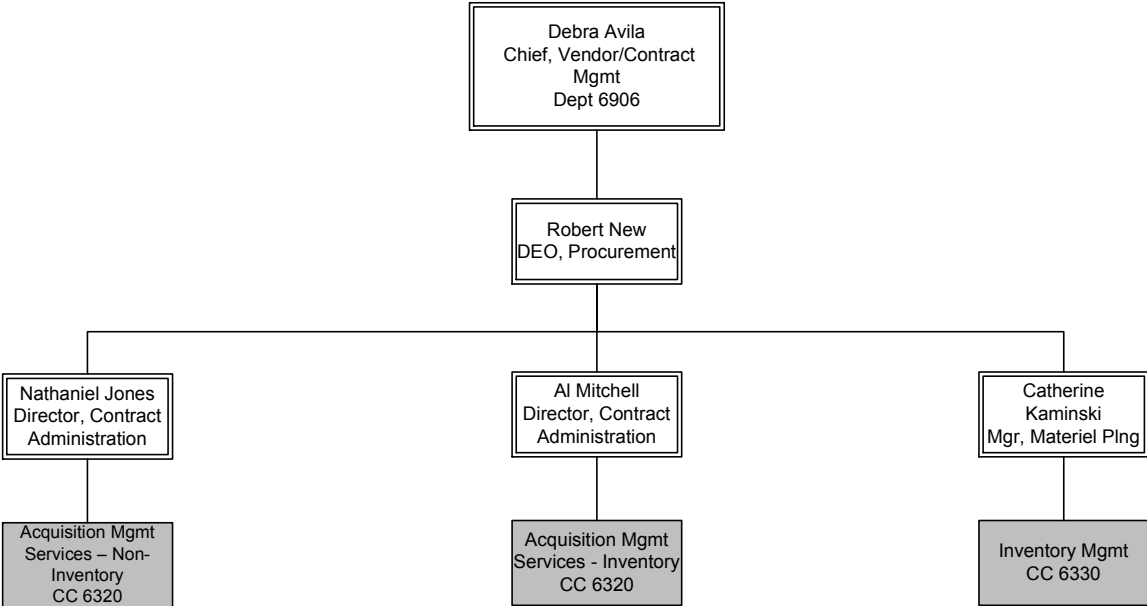 Debra Avila
Chief, Vendor/Contract
Mgmt
Dept 6906
Robert New
DEO, Procurement
Nathaniel Jones
Director, Contract
Administration
Al Mitchell
Director, Contract
Administration
Catherine
Kaminski
Mgr, Materiel Plng
Acquisition Mgmt
Services – Non-
Inventory
CC 6320
Acquisition Mgmt
Services - Inventory
CC 6320
Inventory Mgmt
CC 6330